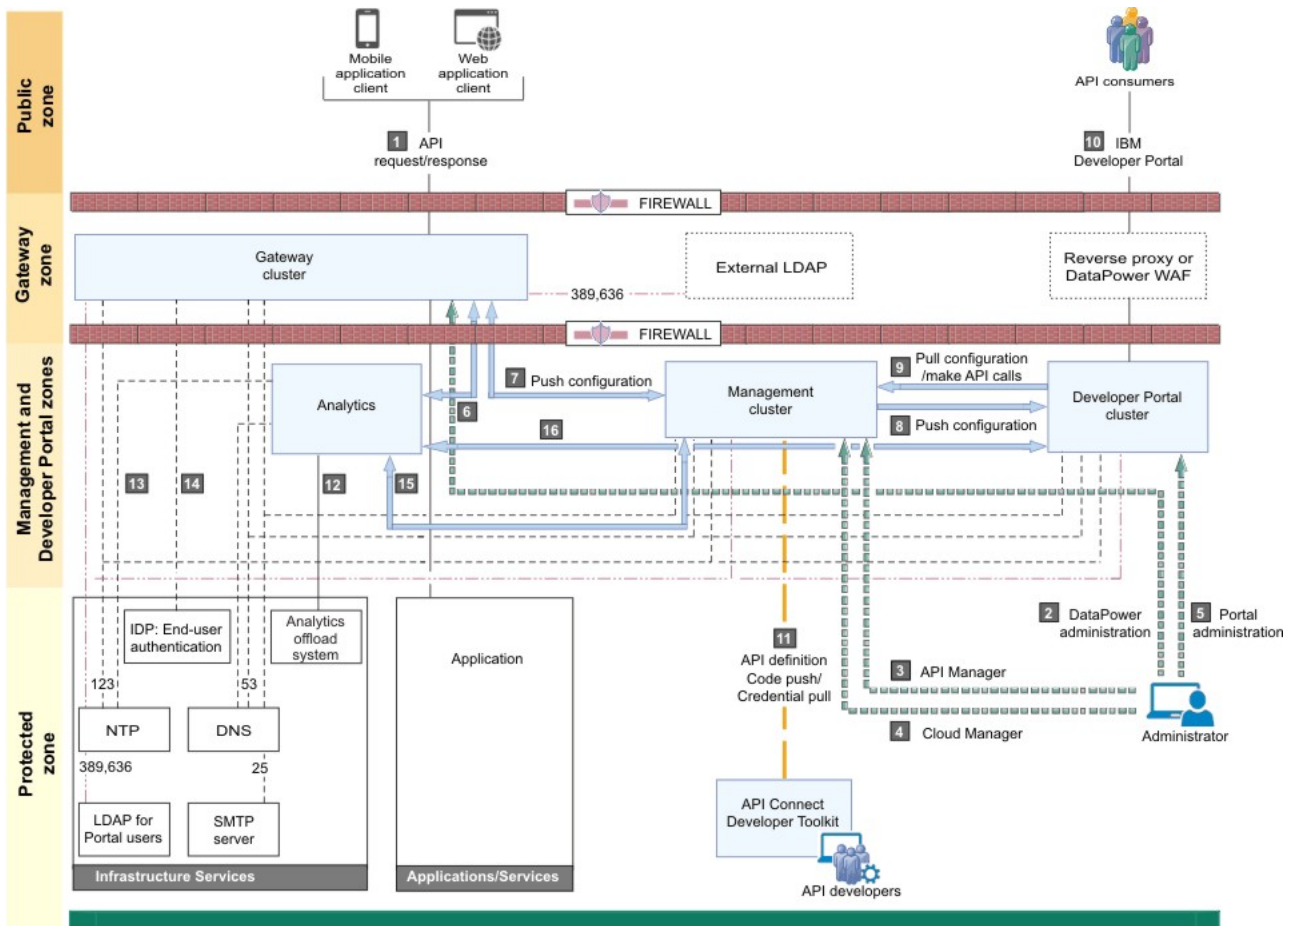 Public
zone
Gateway
zone
Management and
Developer Portal zones
Protected
zone
Mobile
application
client
Web
application
client
API consumers
1 API
request/response
10 IBM
Developer Portal
FIREWALL
Gateway
cluster
389,636
External LDAP
Reverse proxy or
DataPower WAF
FIREWALL
Analytics
6
7 Push configuration
Management
cluster
9 Pull configuration
/make API calls
8 Push configuration
Developer Portal
cluster
16
13
14
12
15
IDP: End-user
authentication
Analytics
offload
system
123
53
NTP
DNS
389,636
25
LDAP for
Portal users
SMTP
server
Infrastructure Services
Application
Applications/Services
11
API definition
Code push/
Credential pull
2 DataPower
administration
5 Portal
administration
3 API Manager
4 Cloud Manager
Administrator
API Connect
Developer Toolkit
API developers